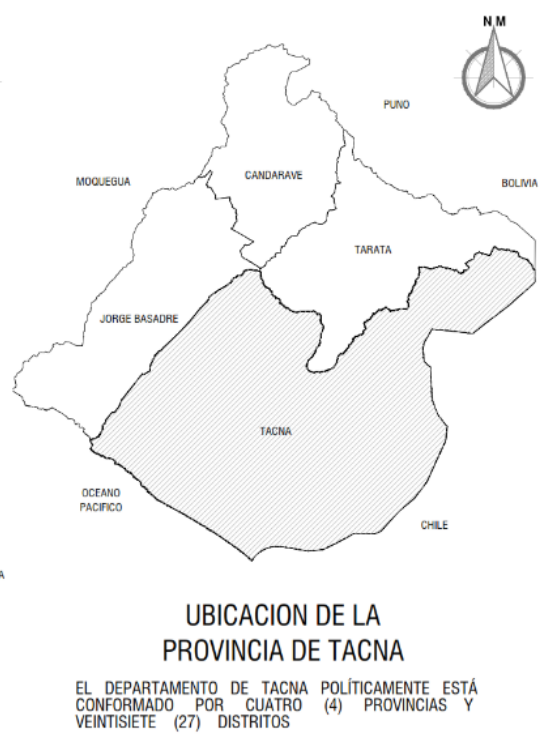 N M
PUNO
MOQUEGUA
CANDARAVE
BOLIVIA
TARATA
JORGE BASADRE
TACNA
OCEANO
PACIFICO
CHILE
A
UBICACION DE LA
PROVINCIA DE TACNA
EL DEPARTAMENTO DE TACNA POLÍTICAMENTE ESTÁ
CONFORMADO POR CUATRO (4) PROVINCIAS Y
VEINTISIETE (27) DISTRITOS